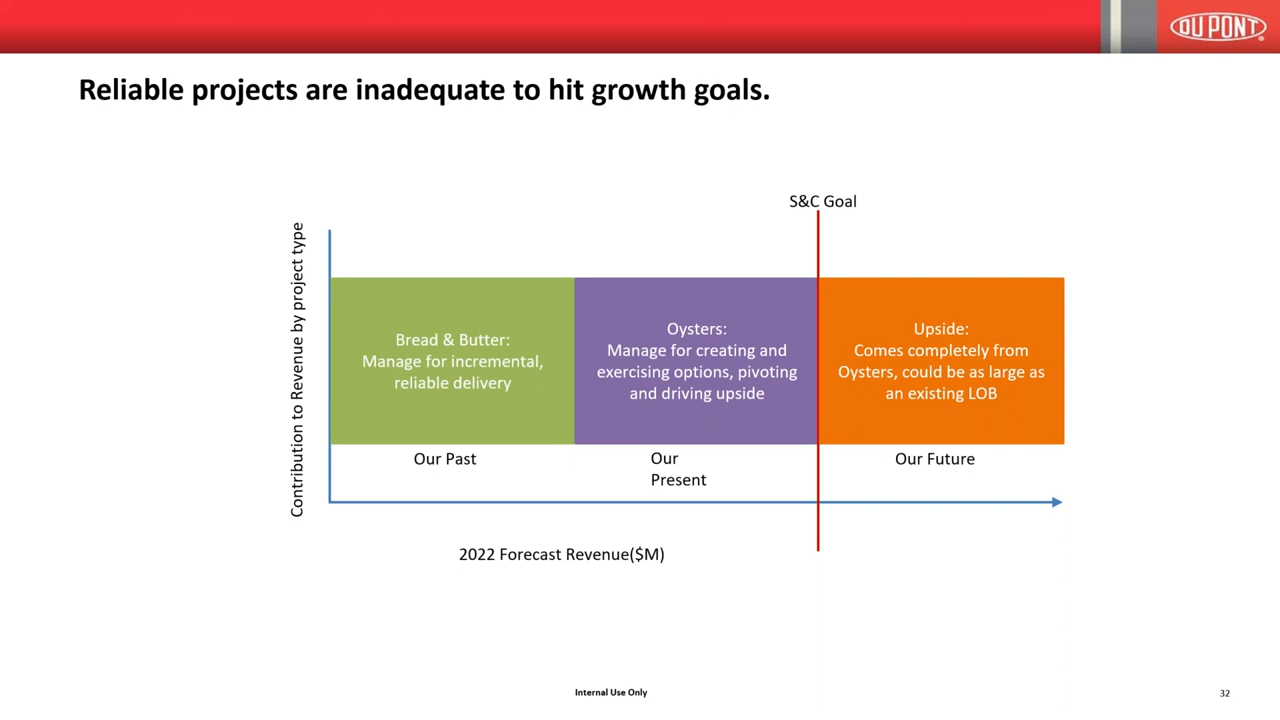 DU PONT
Reliable projects are inadequate to hit growth goals.
S&C Goal
Contribution to Revenue by project type
Bread & Butter:
Manage for incremental,
reliable delivery
Oysters:
Manage for creating and
exercising options, pivoting
and driving upside
Upside:
Comes completely from
Oysters, could be as large as
an existing LOB
Our Past
Our
Present
Our Future
2022 Forecast Revenue($M)
Internal Use Only
32